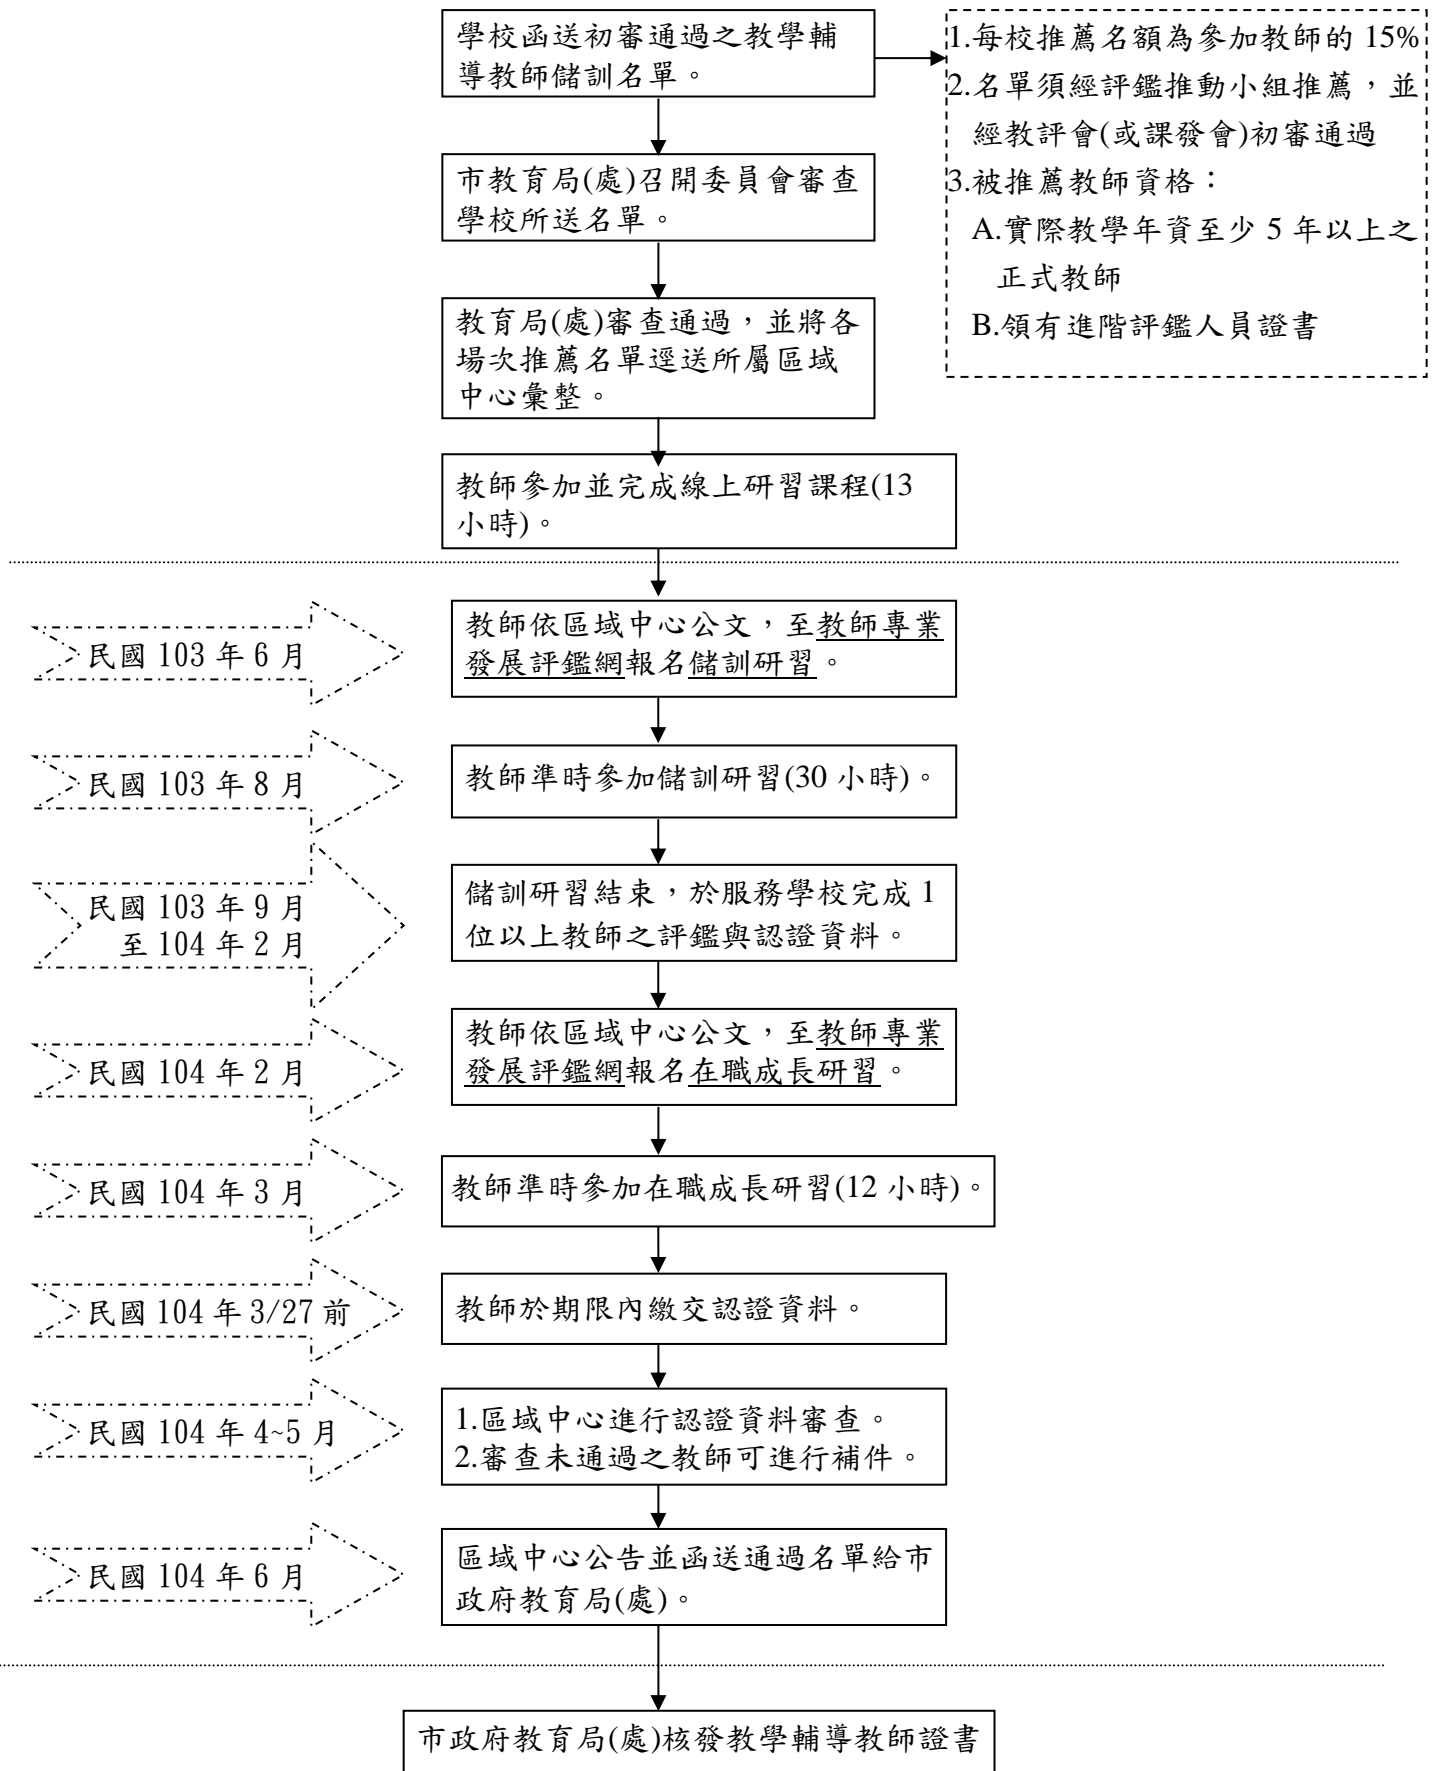 學校函送初審通過之教學輔
導教師儲訓名單。
1.每校推薦名額為參加教師的 15%
2.名單須經評鑑推動小組推薦，並
經教評會(或課發會)初審通過
3.被推薦教師資格：
A.實際教學年資至少 5 年以上之
正式教師
B.領有進階評鑑人員證書
市教育局(處)召開委員會審查
學校所送名單。
教育局(處)審查通過，並將各
場次推薦名單逕送所屬區域
中心彙整。
教師參加並完成線上研習課程(13
小時)。
民國 103 年 6 月
教師依區域中心公文，至教師專業
發展評鑑網報名儲訓研習。
民國 103 年 8 月
教師準時參加儲訓研習(30 小時)。
民國 103 年 9 月
至 104 年 2 月
儲訓研習結束，於服務學校完成 1
位以上教師之評鑑與認證資料。
民國 104 年 2 月
教師依區域中心公文，至教師專業
發展評鑑網報名在職成長研習。
民國 104 年 3 月
教師準時參加在職成長研習(12 小時)。
民國 104 年 3/27 前
教師於期限內繳交認證資料。
民國 104 年 4~5 月
1.區域中心進行認證資料審查。
2.審查未通過之教師可進行補件。
民國 104 年 6 月
區域中心公告並函送通過名單給市
政府教育局(處)。
市政府教育局(處)核發教學輔導教師證書